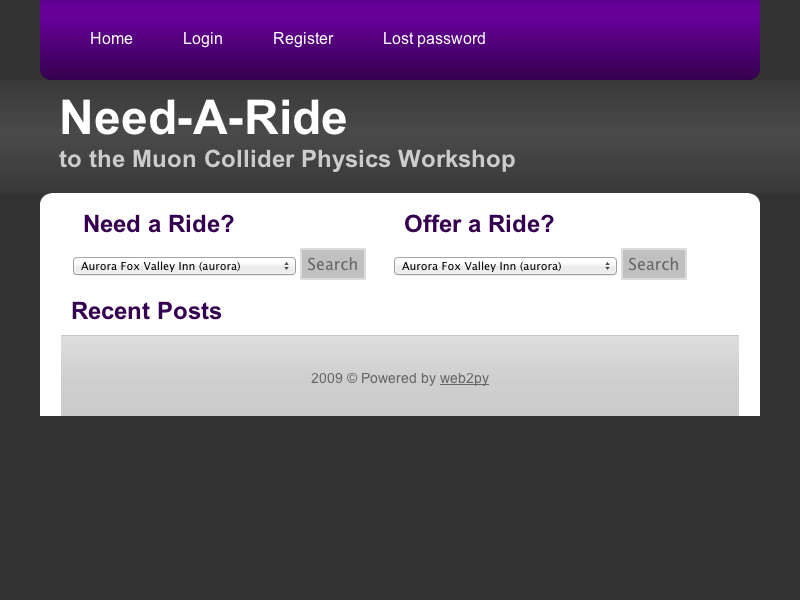 Home Login Register Lost password
Need-A-Ride
to the Muon Collider Physics Workshop
Need a Ride? Offer a Ride?
Aurora Fox Valley Inn (aurora) Search Aurora Fox Valley Inn (aurora) Search
Recent Posts
2009 © Powered by web2py